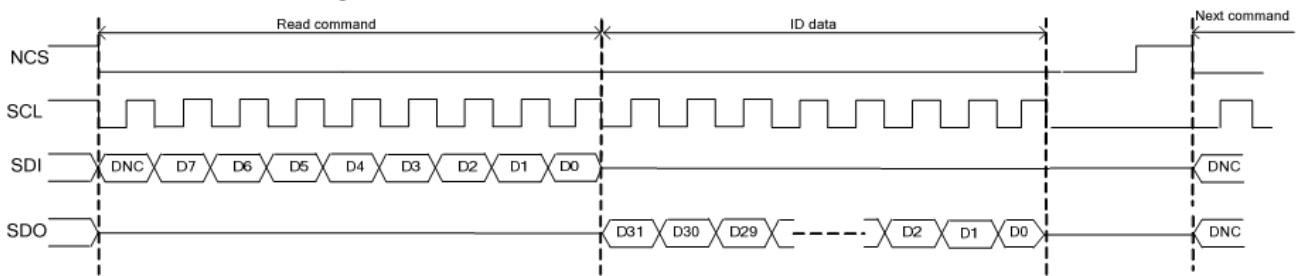 Read command ID data Next command
NCS
SCL
SDI DNC D7 D6 D5 D4 D3 D2 D1 D0 DNC
SDO D31 D30 D29 D2 D1 D0 DNC